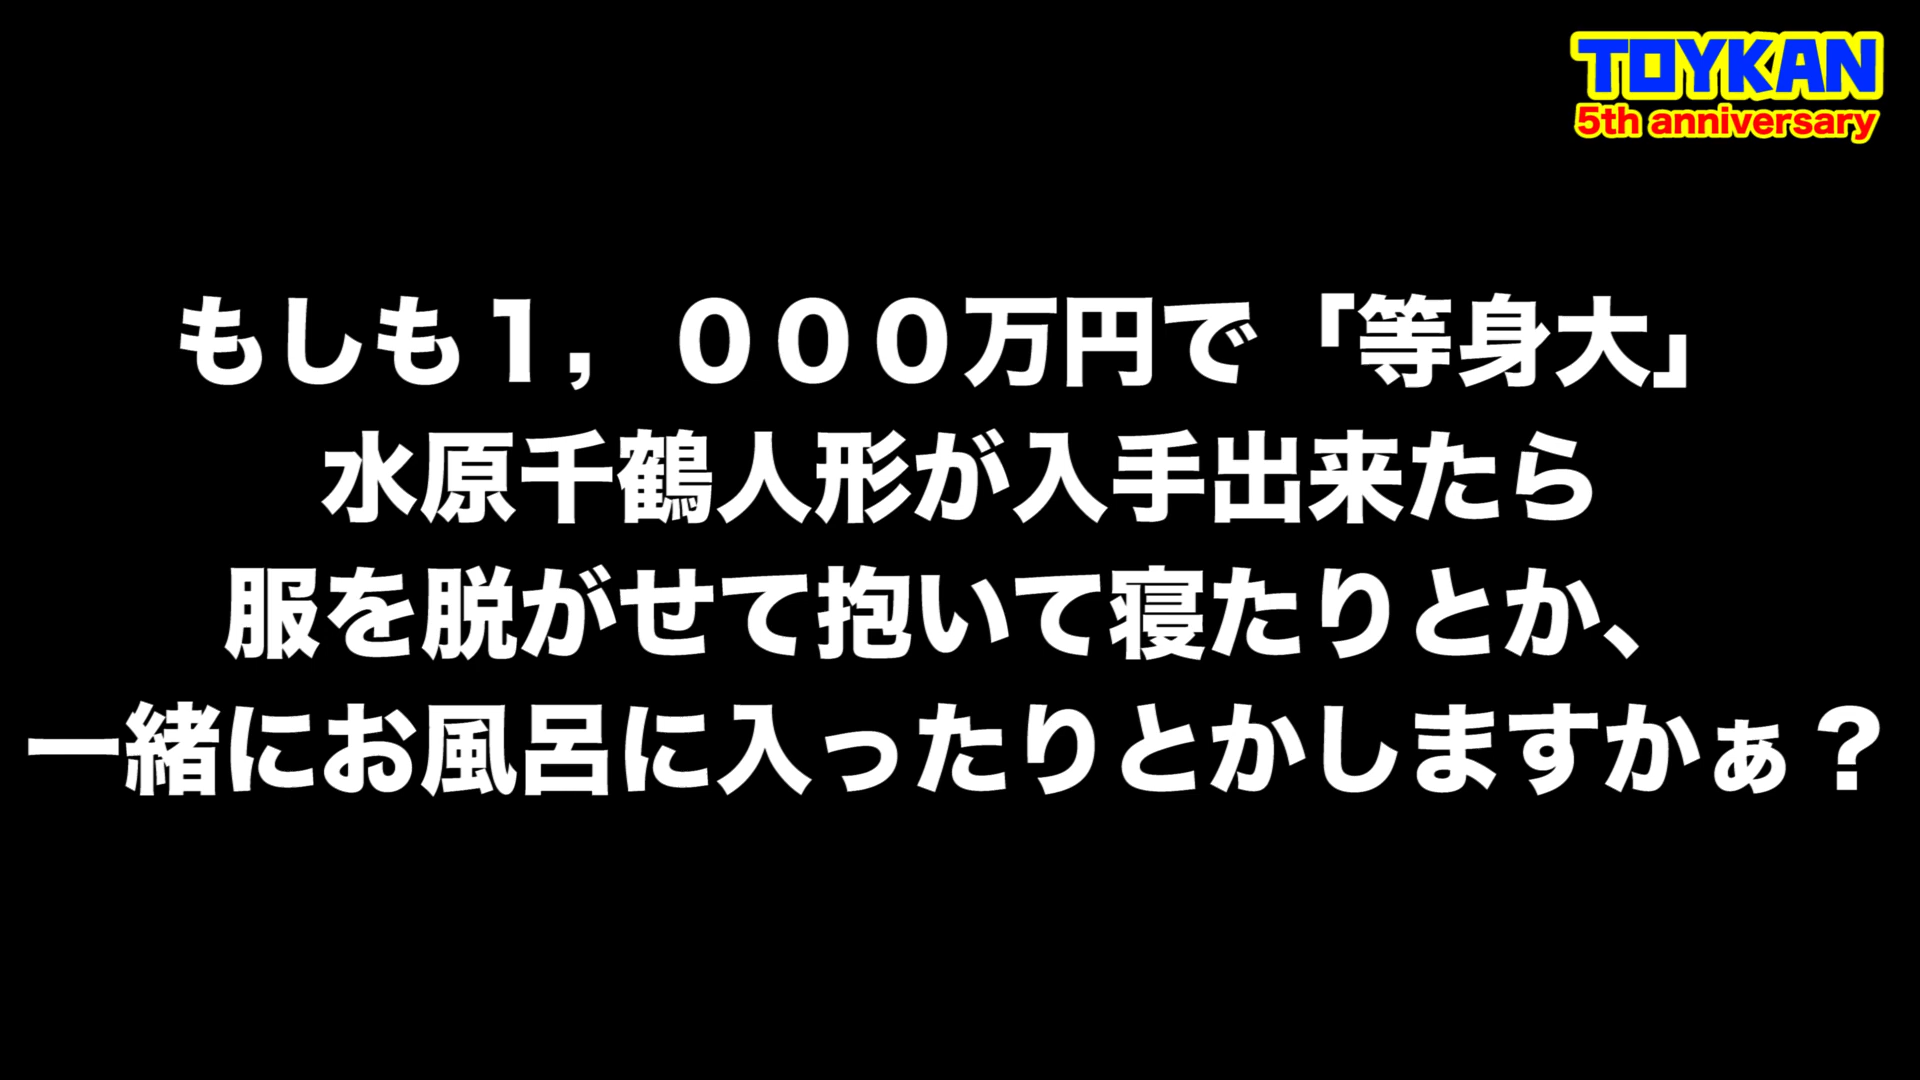 TOYKAN
5th anniversary
もしも１，０００万円で「等身大」
水原千鶴人形が入手出来たら
服を脱がせて抱いて寝たりとか、
一緒にお風呂に入ったりとかしますかぁ？